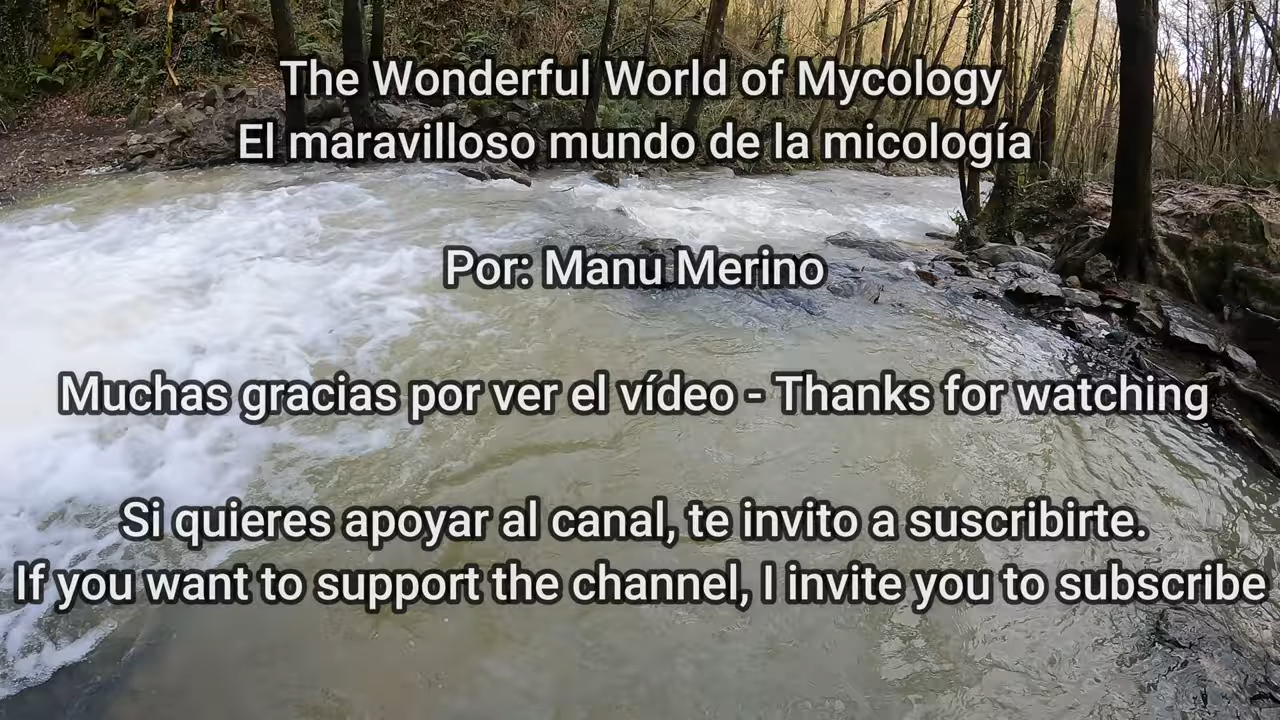 The Wonderful World of Mycology
El maravilloso mundo de la micología
Por: Manu Merino
Muchas gracias por ver el vídeo - Thanks for watching
Si quieres apoyar al canal, te invito a suscribirte.
If you want to support the channel, I invite you to subscribe